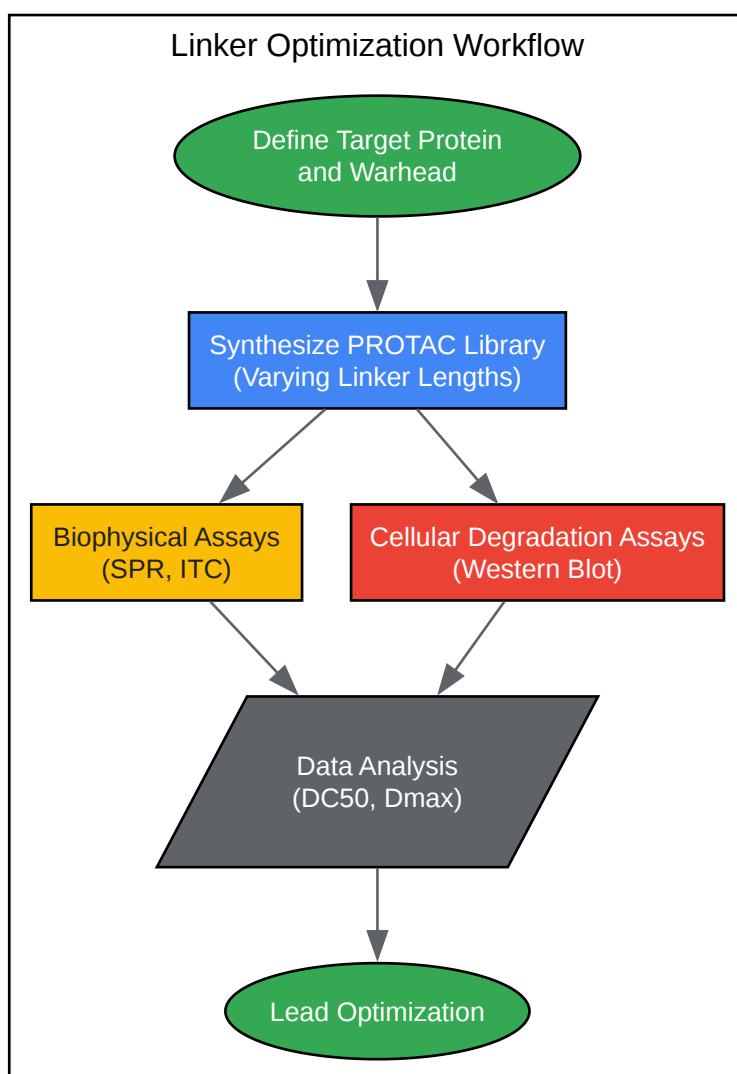 Linker Optimization Workflow
Define Target Protein
and Warhead
Synthesize PROTAC Library
(Varying Linker Lengths)
Biophysical Assays
(SPR, ITC)
Cellular Degradation Assays
(Western Blot)
Data Analysis
(DC50, Dmax)
Lead Optimization